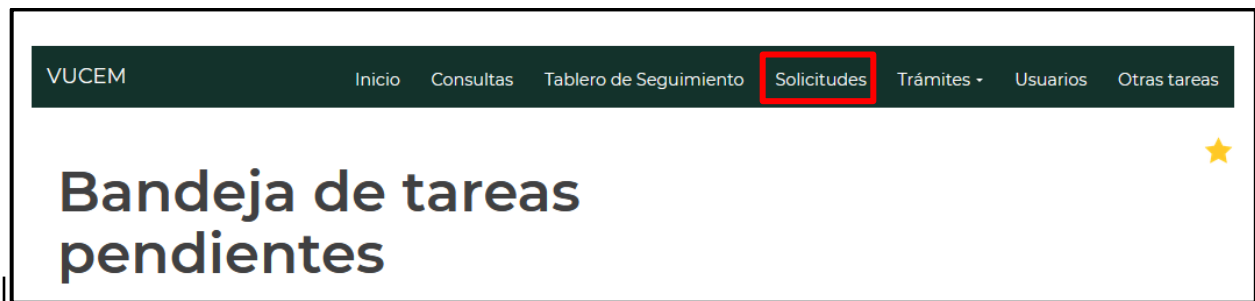 VUCEM Inicio Consultas Tablero de Seguimiento Solicitudes Trámites Usuarios Otras tareas
Bandeja de tareas
pendientes